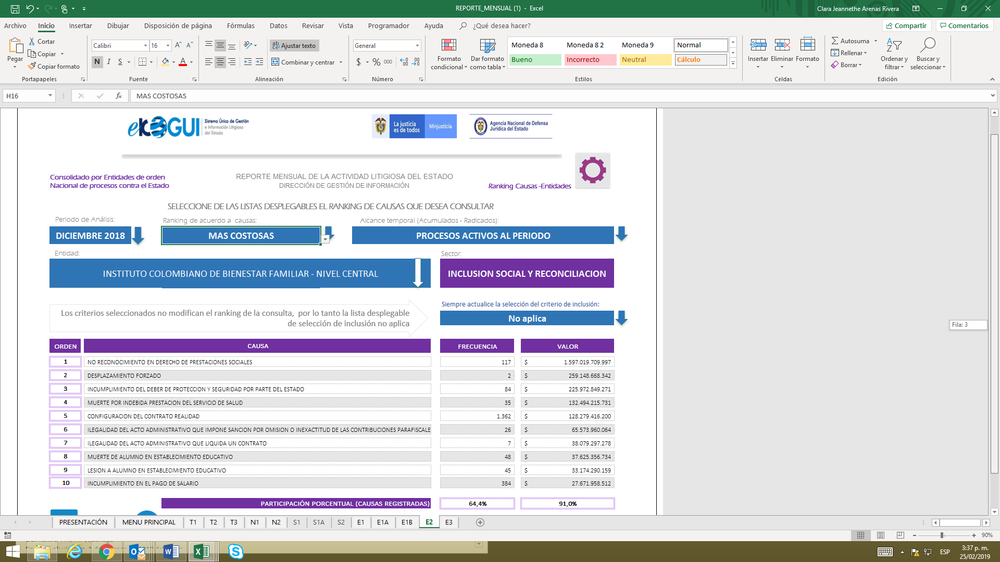 REPORTE_MENSUAL (1) - Excel
Clara Jeannethe Arenas Rivera
Archivo Inicio Insertar Dibujar Disposición de página Fórmulas Datos Revisar Vista Programador Ayuda ¿Qué desea hacer? Compartir Comentarios
Pegar
Cortar
Copiar
Copiar formato
Portapapeles
Calibri 16
N I S
Fuente
Ajustar texto
Combinar y centrar
Alineación
General
$ % 000
Número
Formato condicional
Dar formato como tabla
Moneda 8 Moneda 8 2 Moneda 9 Normal
Bueno Incorrecto Neutral Cálculo
Estilos
Insertar Eliminar Formato
Celdas
Autosuma
Rellenar
Borrar
Ordenar y filtrar
Buscar y seleccionar
Edición
H16 fx MAS COSTOSAS
eKOGUI
Sistema Único de Gestión
e Información Litigiosa
del Estado
La justicia
es de todos
Minjusticia
Agencia Nacional de Defensa
Jurídica del Estado
Consolidado por Entidades de orden
Nacional de procesos contra el Estado
REPORTE MENSUAL DE LA ACTIVIDAD LITIGIOSA DEL ESTADO
DIRECCIÓN DE GESTIÓN DE INFORMACIÓN
Ranking Causas -Entidades
SELECCIONE DE LAS LISTAS DESPLEGABLES EL RANKING DE CAUSAS QUE DESEA CONSULTAR
Periodo de Análisis: Ranking de acuerdo a causas: Alcance temporal (Acumulados - Radicados):
DICIEMBRE 2018 MAS COSTOSAS PROCESOS ACTIVOS AL PERIODO
Entidad: Sector:
INSTITUTO COLOMBIANO DE BIENESTAR FAMILIAR - NIVEL CENTRAL INCLUSION SOCIAL Y RECONCILIACION
Siempre actualice la selección del criterio de inclusión:
Los criterios seleccionados no modifican el ranking de la consulta, por lo tanto la lista desplegable
de selección de inclusión no aplica
No aplica
Fila: 3
ORDEN CAUSA FRECUENCIA VALOR
1 NO RECONOCIMIENTO EN DERECHO DE PRESTACIONES SOCIALES 117 $ 1.597.019.709.997
2 DESPLAZAMIENTO FORZADO 2 $ 259.148.668.342
3 INCUMPLIMIENTO DEL DEBER DE PROTECCION Y SEGURIDAD POR PARTE DEL ESTADO 84 $ 225.972.849.271
4 MUERTE POR INDEBIDA PRESTACION DEL SERVICIO DE SALUD 35 $ 132.494.215.731
5 CONFIGURACION DEL CONTRATO REALIDAD 1.362 $ 128.279.416.200
6 ILEGALIDAD DEL ACTO ADMINISTRATIVO QUE IMPONE SANCION POR OMISION O INEXACTITUD DE LAS CONTRIBUCIONES PARAFISCALE 26 $ 65.573.960.064
7 ILEGALIDAD DEL ACTO ADMINISTRATIVO QUE LIQUIDA UN CONTRATO 7 $ 38.079.297.278
8 MUERTE DE ALUMNO EN ESTABLECIMIENTO EDUCATIVO 48 $ 37.625.356.734
9 LESION A ALUMNO EN ESTABLECIMIENTO EDUCATIVO 45 $ 33.174.290.159
10 INCUMPLIMIENTO EN EL PAGO DE SALARIO 384 $ 27.671.958.512
PARTICIPACIÓN PORCENTUAL (CAUSAS REGISTRADAS) 64,4% 91,0%
PRESENTACIÓN MENU PRINCIPAL T1 T2 T3 N1 N2 S1 S1A S2 E1 E1A E1B E2 E3
90%
ESP
3:37 p. m.
25/02/2019